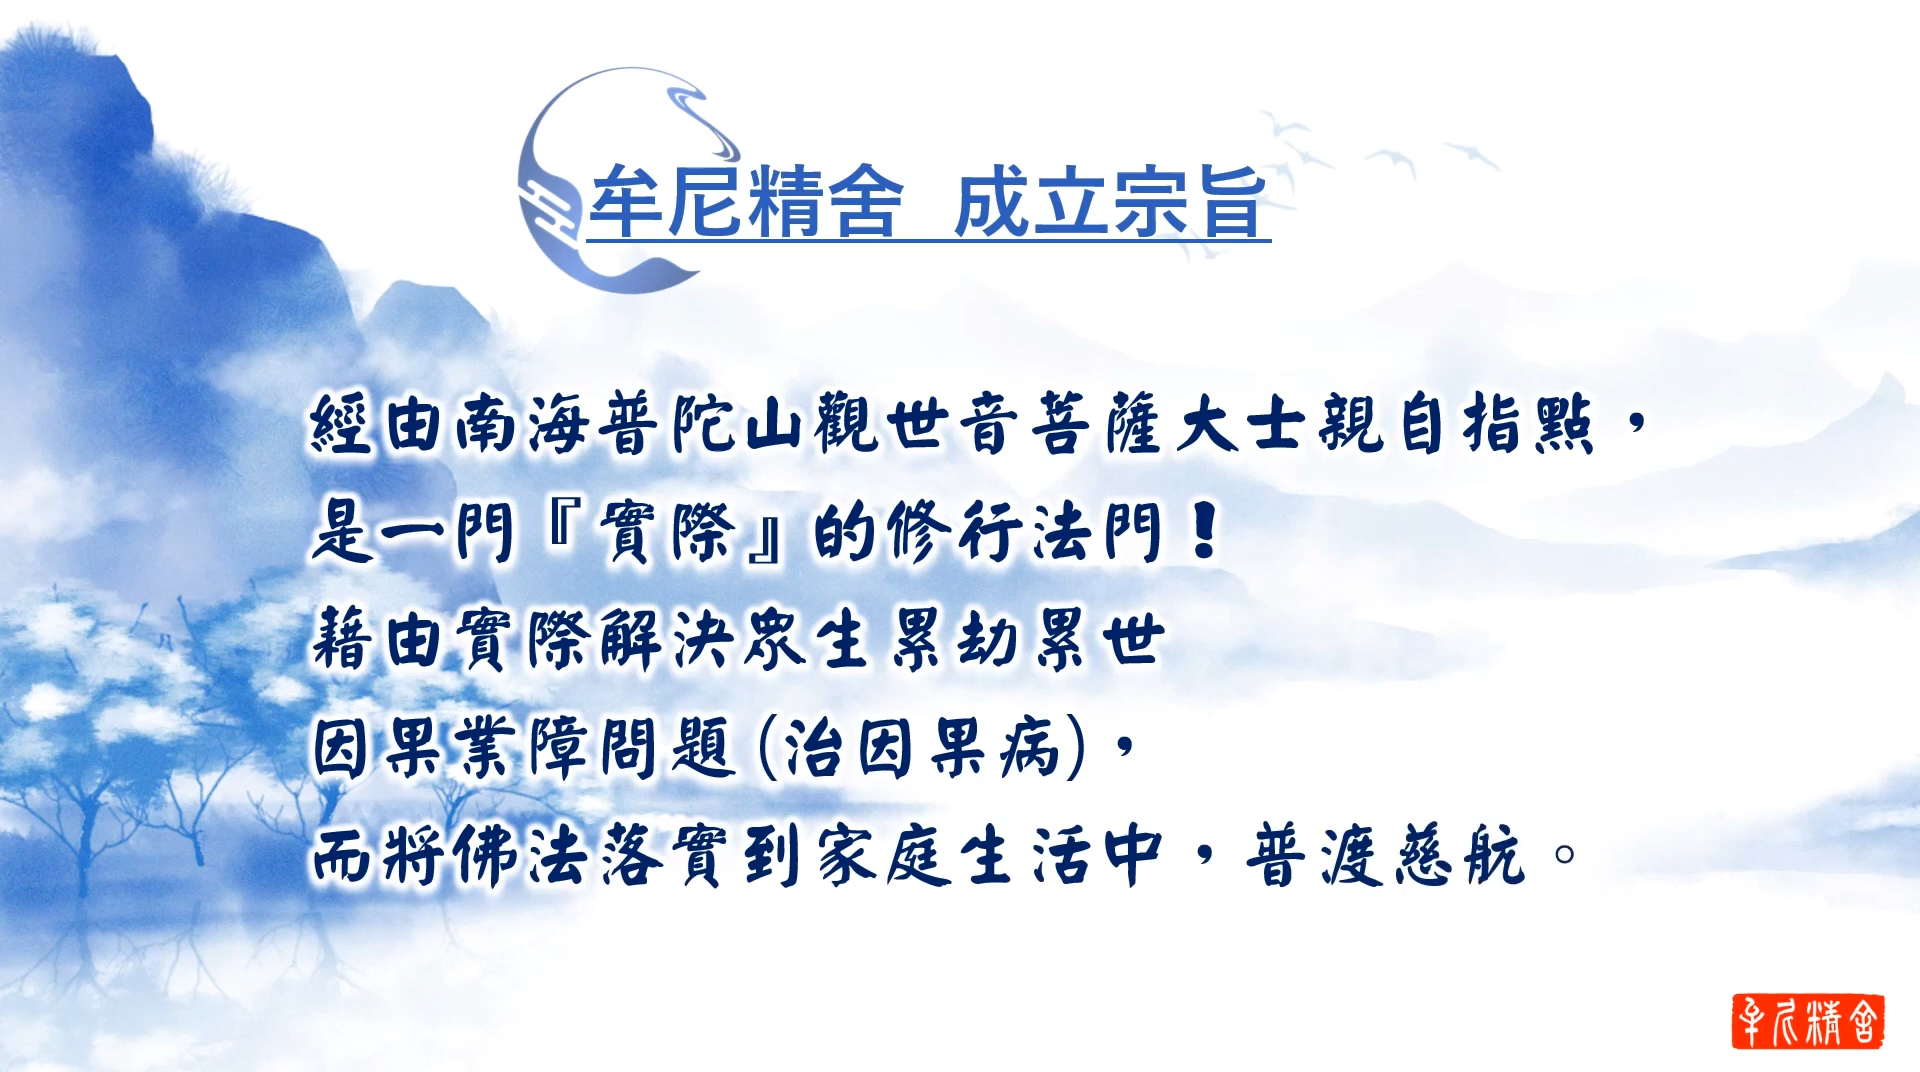 牟尼精舍 成立宗旨
經由南海普陀山觀世音菩薩大士親自指點，
是一門『實際』的修行法門！
藉由實際解決眾生累劫累世
因果業障問題(治因果病)，
而將佛法落實到家庭生活中，普渡慈航。
牟尼精舍